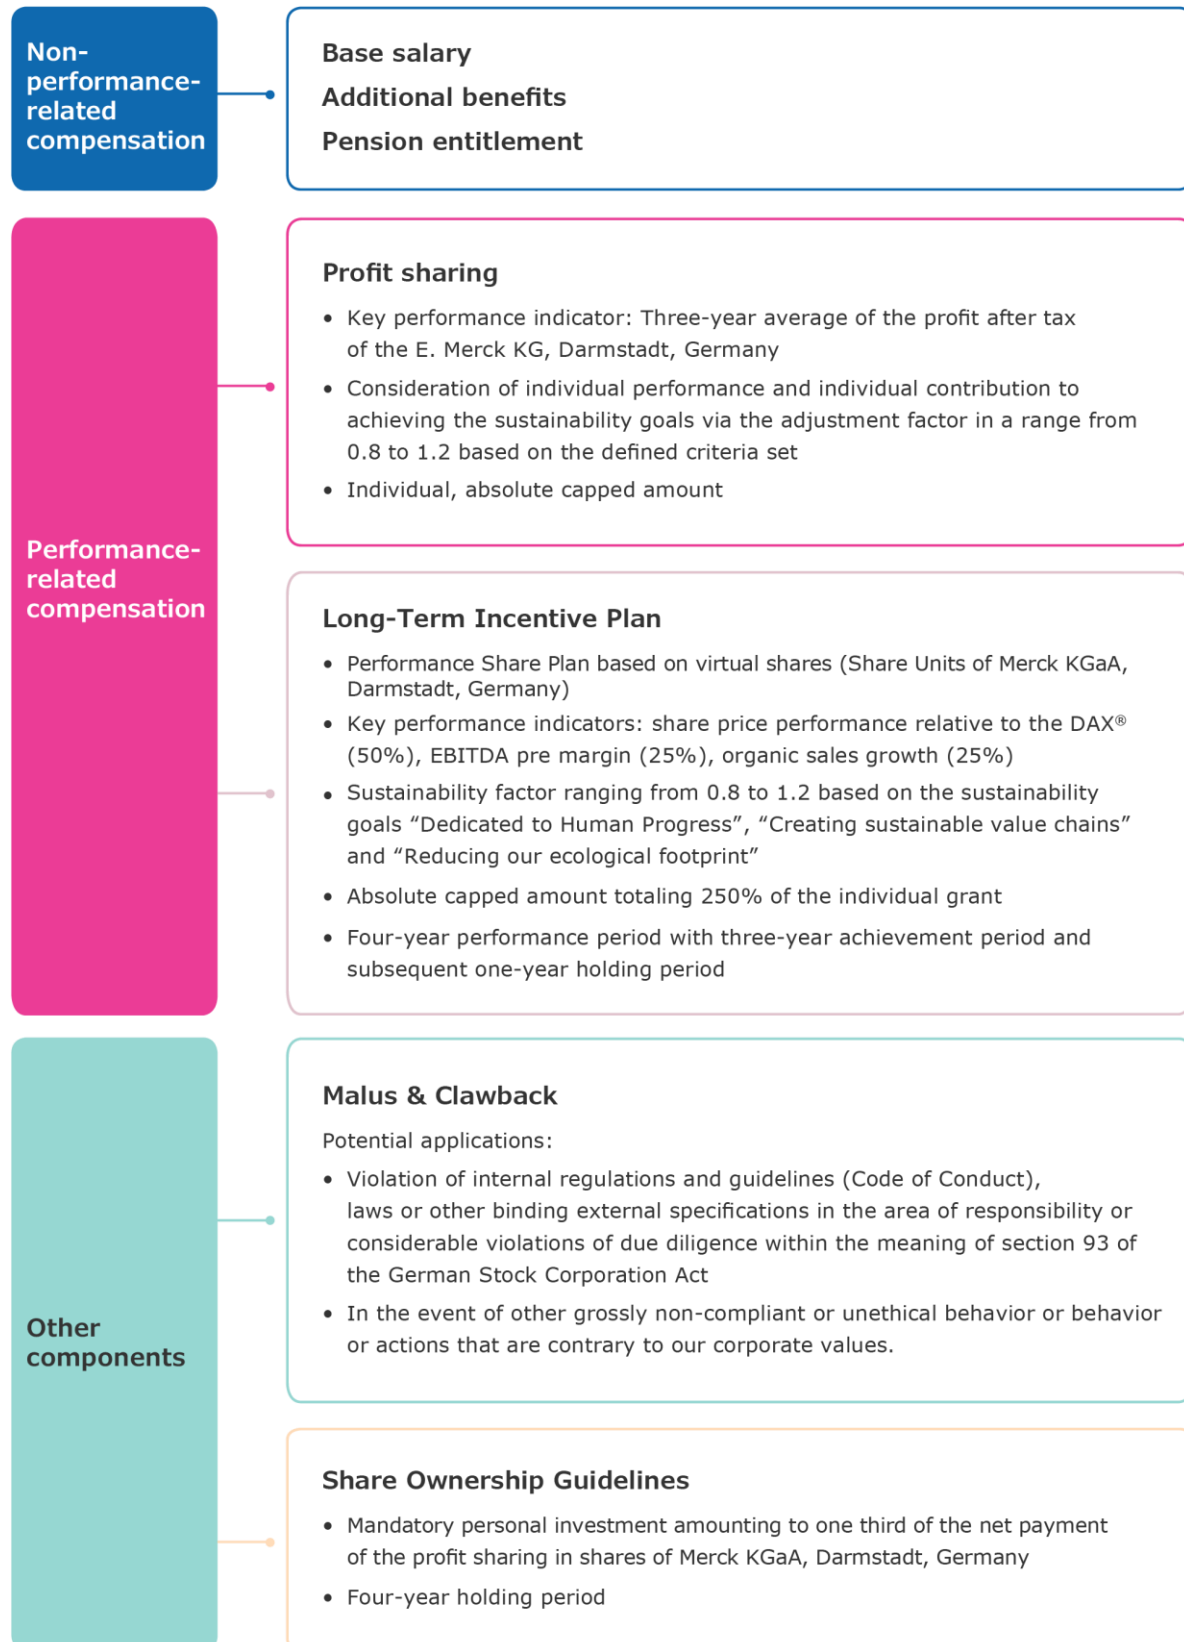 Non-
performance-
related
compensation
Base salary
Additional benefits
Pension entitlement
Performance-
related
compensation
Profit sharing
• Key performance indicator: Three-year average of the profit after tax
of the E. Merck KG, Darmstadt, Germany
• Consideration of individual performance and individual contribution to
achieving the sustainability goals via the adjustment factor in a range from
0.8 to 1.2 based on the defined criteria set
• Individual, absolute capped amount
Long-Term Incentive Plan
• Performance Share Plan based on virtual shares (Share Units of Merck KGaA,
Darmstadt, Germany)
• Key performance indicators: share price performance relative to the DAX®
(50%), EBITDA pre margin (25%), organic sales growth (25%)
• Sustainability factor ranging from 0.8 to 1.2 based on the sustainability
goals “Dedicated to Human Progress”, “Creating sustainable value chains”
and “Reducing our ecological footprint”
• Absolute capped amount totaling 250% of the individual grant
• Four-year performance period with three-year achievement period and
subsequent one-year holding period
Other
components
Malus & Clawback
Potential applications:
• Violation of internal regulations and guidelines (Code of Conduct),
laws or other binding external specifications in the area of responsibility or
considerable violations of due diligence within the meaning of section 93 of
the German Stock Corporation Act
• In the event of other grossly non-compliant or unethical behavior or behavior
or actions that are contrary to our corporate values.
Share Ownership Guidelines
• Mandatory personal investment amounting to one third of the net payment
of the profit sharing in shares of Merck KGaA, Darmstadt, Germany
• Four-year holding period